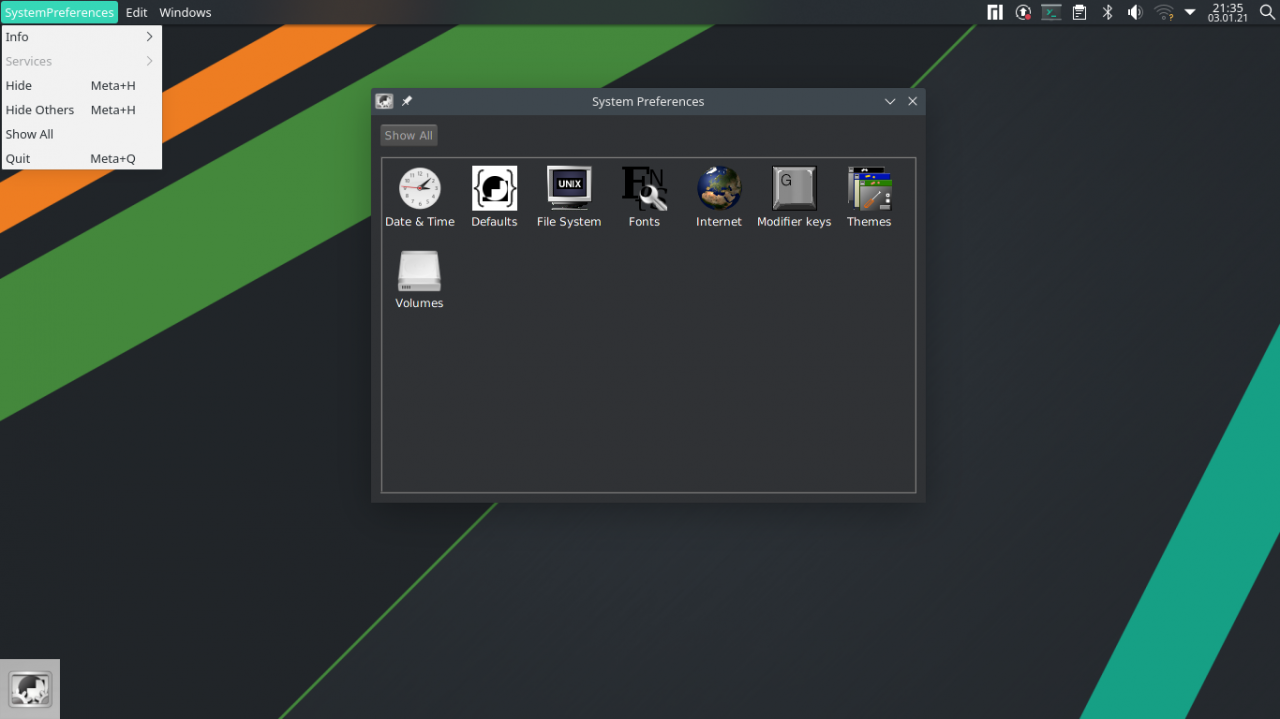 SystemPreferences Edit Windows
21:35
03.01.21
Info
Services
Hide Meta+H
Hide Others Meta+H
Show All
Quit Meta+Q
System Preferences
Show All
UNIX
G
Date & Time Defaults File System Fonts Internet Modifier keys Themes
Volumes